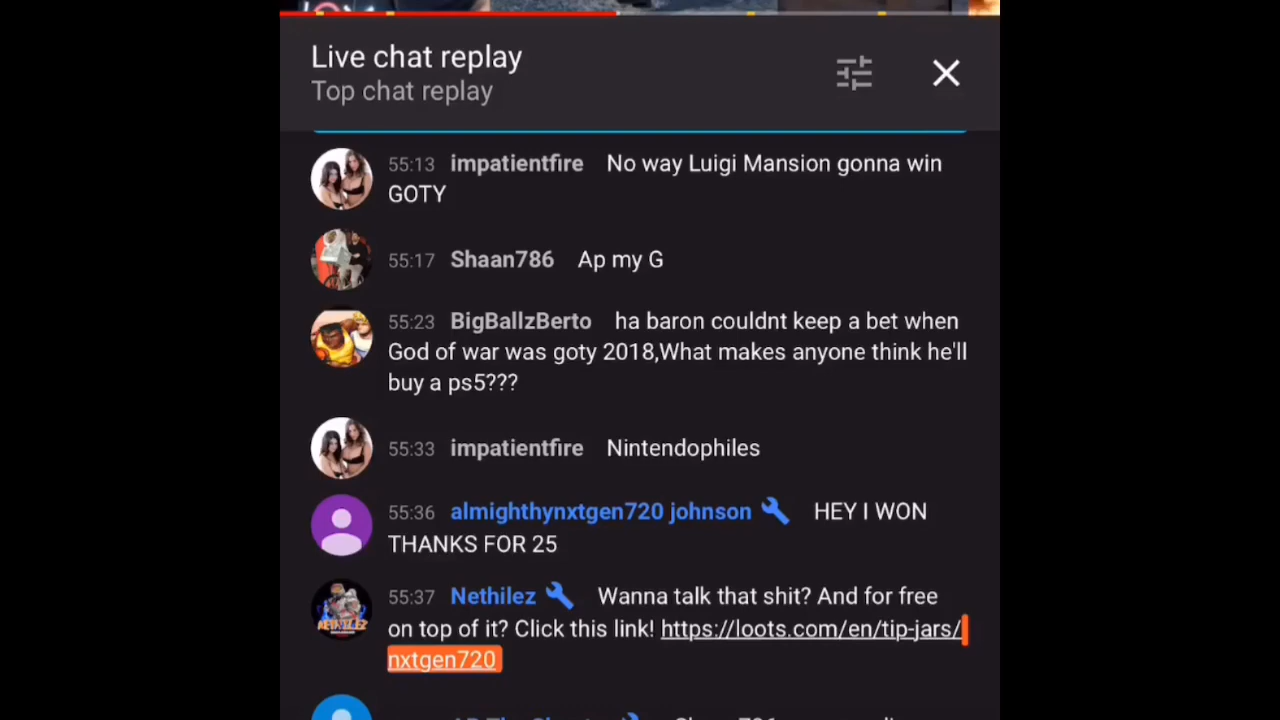 Live chat replay
Top chat replay
55:13 impatientfire No way Luigi Mansion gonna win
GOTY
55:17 Shaan786 Ap my G
55:23 BigBallzBerto ha baron couldnt keep a bet when
God of war was goty 2018,What makes anyone think he'll
buy a ps5???
55:33 impatientfire Nintendophiles
55:36 almighthynxtgen720 johnson HEY I WON
THANKS FOR 25
55:37 Nethilez Wanna talk that shit? And for free
on top of it? Click this link! https://loots.com/en/tip-jars/
nxtgen720